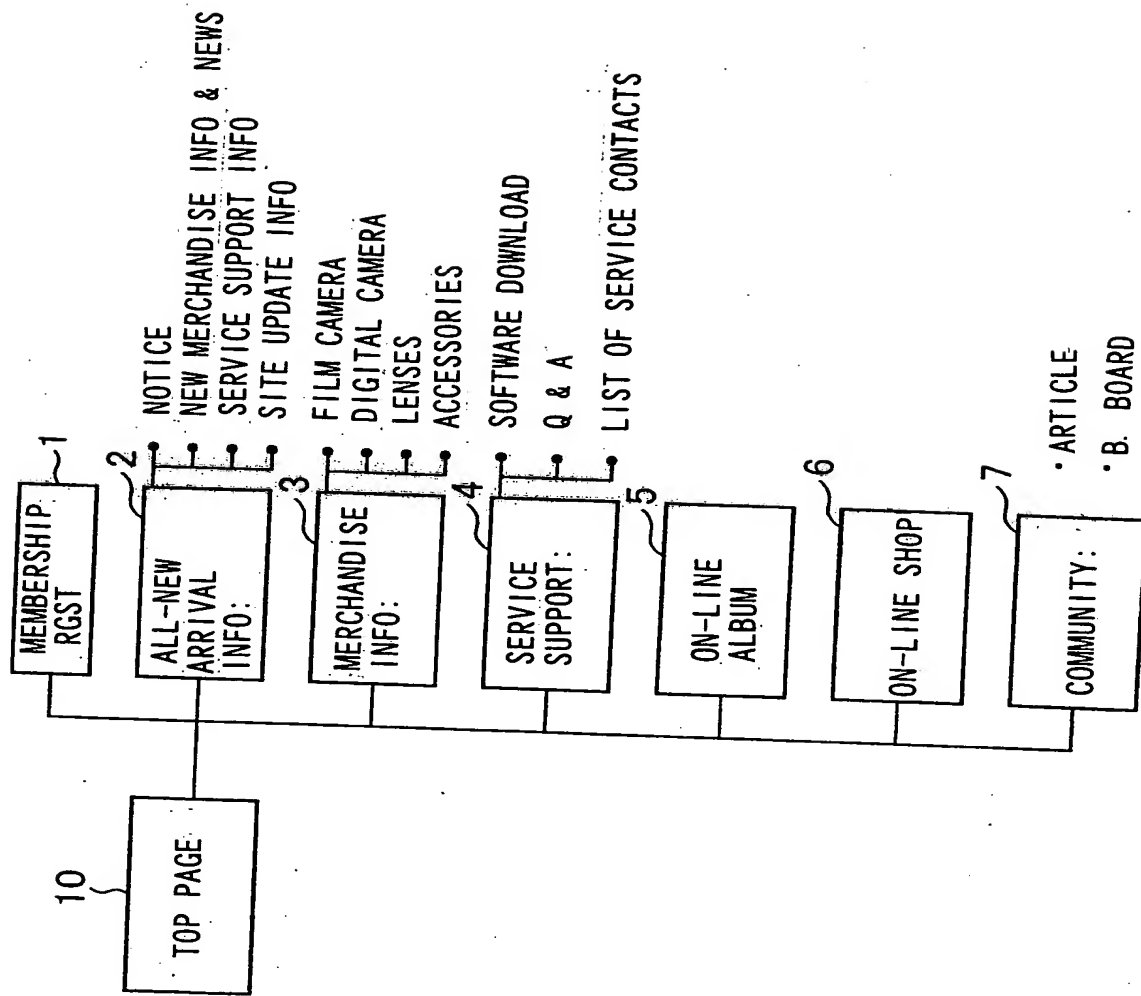 10
TOP PAGE
1
MEMBERSHIP
RGST
2
ALL-NEW
ARRIVAL
INFO:
NOTICE
NEW MERCHANDISE INFO & NEWS
SERVICE SUPPORT INFO
SITE UPDATE INFO
3
MERCHANDISE
INFO:
FILM CAMERA
DIGITAL CAMERA
LENSES
ACCESSORIES
4
SERVICE
SUPPORT:
SOFTWARE DOWNLOAD
Q & A
LIST OF SERVICE CONTACTS
5
ON-LINE
ALBUM
6
ON-LINE SHOP
7
COMMUNITY:
· ARTICLE
· B. BOARD